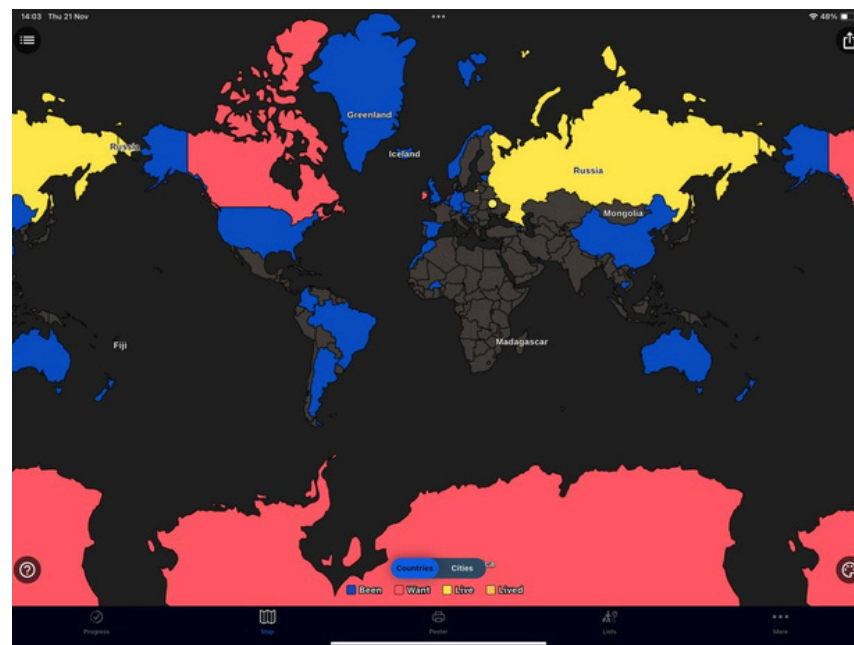 14:03 Thu 21 Nov
48%
Greenland
Russia
Iceland
Russia
Mongolia
Fiji
Madagascar
Countries Cities
Been Want Live Lived
Progress Map Poster Lists More